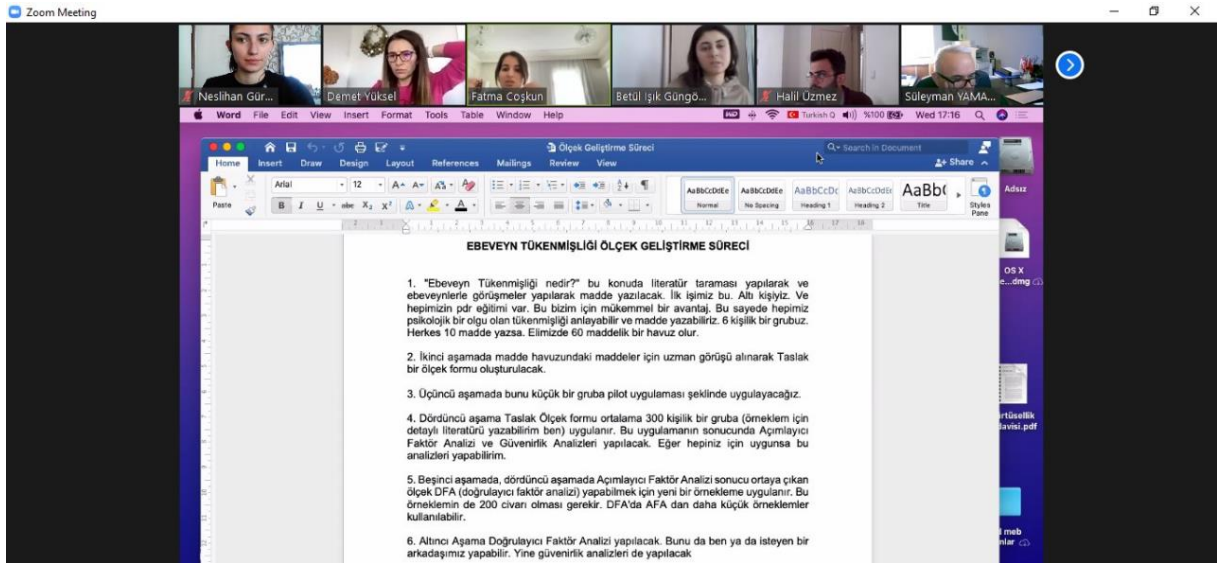 Zoom Meeting
Neslihan Gür...
Demet Yüksel
Fatma Coşkun
Betül Işık Güngö...
Halil Üzmez
Süleyman YAMA...
Word File Edit View Insert Format Tools Table Window Help
Turkish Q %100 Wed 17:16
Ölçek Geliştirme Süreci
Search in Document
Home Insert Draw Design Layout References Mailings Review View
Share
Paste
Arial 12
AaBbCcDdEe AaBbCcDdEe AaBbCcDc AaBbCcDdEe AaBb(
Normal No Spacing Heading 1 Heading 2 Title
Styles Pane
Adsız
OS X
e...dmg
EBEVEYN TÜKENMİŞLİĞİ ÖLÇEK GELİŞTİRME SÜRECİ
1. "Ebeveyn Tükenmişliği nedir?" bu konuda literatür taraması yapılarak ve
ebeveynlerle görüşmeler yapılarak madde yazılacak. İlk işimiz bu. Altı kişiyiz. Ve
hepimizin pdr eğitimi var. Bu bizim için mükemmel bir avantaj. Bu sayede hepimiz
psikolojik bir olgu olan tükenmişliği anlayabilir ve madde yazabiliriz. 6 kişilik bir grubuz.
Herkes 10 madde yazsa. Elimizde 60 maddelik bir havuz olur.
2. İkinci aşamada madde havuzundaki maddeler için uzman görüşü alınarak Taslak
bir ölçek formu oluşturulacak.
3. Üçüncü aşamada bunu küçük bir gruba pilot uygulaması şeklinde uygulayacağız.
4. Dördüncü aşama Taslak Ölçek formu ortalama 300 kişilik bir gruba (örneklem için
detaylı literatürü yazabilirim ben) uygulanır. Bu uygulamanın sonucunda Açımlayıcı
Faktör Analizi ve Güvenirlik Analizleri yapılacak. Eğer hepiniz için uygunsa bu
analizleri yapabilirim.
5. Beşinci aşamada, dördüncü aşamada Açımlayıcı Faktör Analizi sonucu ortaya çıkan
ölçek DFA (doğrulayıcı faktör analizi) yapabilmek için yeni bir örnekleme uygulanır. Bu
örneklemin de 200 civarı olması gerekir. DFA'da AFA dan daha küçük örneklemler
kullanılabilir.
6. Altıncı Aşama Doğrulayıcı Faktör Analizi yapılacak. Bunu da ben ya da isteyen bir
arkadaşımız yapabilir. Yine güvenirlik analizleri de yapılacak